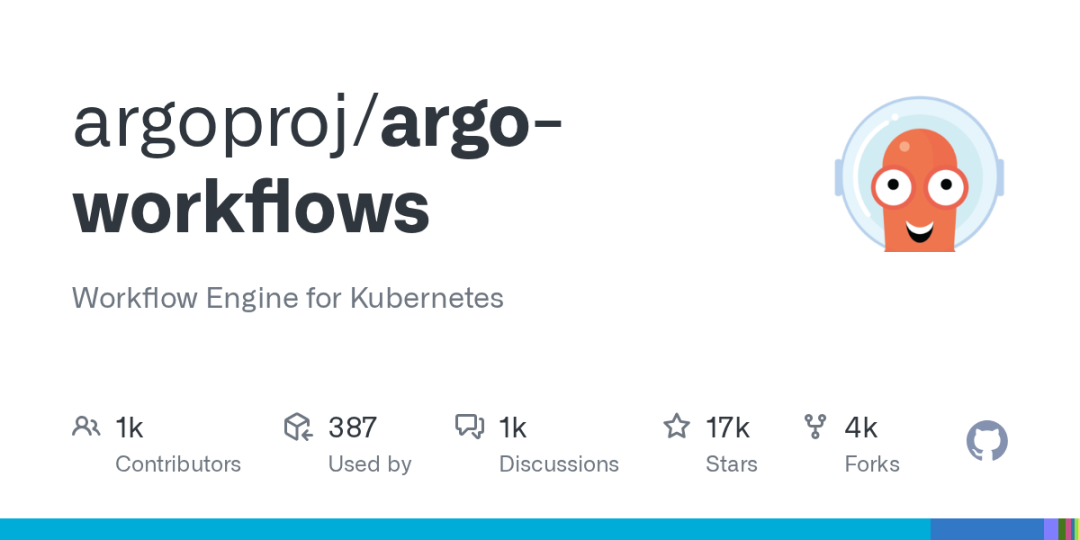 argoproj/argo-
workflows
Workflow Engine for Kubernetes
1k 387 1k 17k 4k
Contributors Used by Discussions Stars Forks